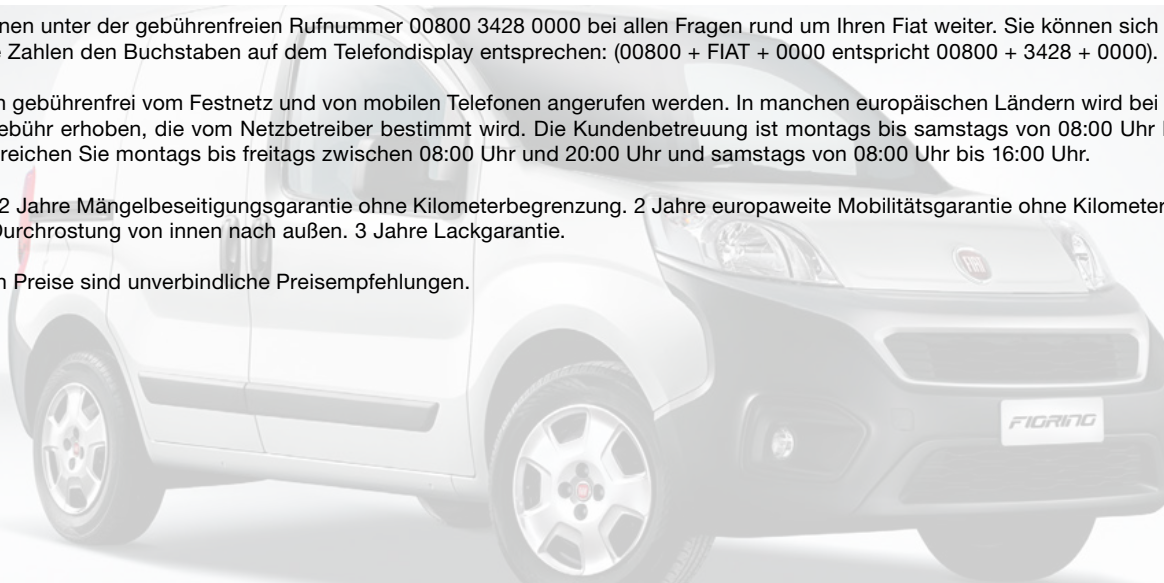 nen unter der gebührenfreien Rufnummer 00800 3428 0000 bei allen Fragen rund um Ihren Fiat weiter. Sie können sich
e Zahlen den Buchstaben auf dem Telefondisplay entsprechen: (00800 + FIAT + 0000 entspricht 00800 + 3428 + 0000).
n gebührenfrei vom Festnetz und von mobilen Telefonen angerufen werden. In manchen europäischen Ländern wird bei
ebühr erhoben, die vom Netzbetreiber bestimmt wird. Die Kundenbetreuung ist montags bis samstags von 08:00 Uhr
reichen Sie montags bis freitags zwischen 08:00 Uhr und 20:00 Uhr und samstags von 08:00 Uhr bis 16:00 Uhr.
2 Jahre Mängelbeseitigungsgarantie ohne Kilometerbegrenzung. 2 Jahre europaweite Mobilitätsgarantie ohne Kilometer
Durchrostung von innen nach außen. 3 Jahre Lackgarantie.
n Preise sind unverbindliche Preisempfehlungen.
FIAT
FIORINO